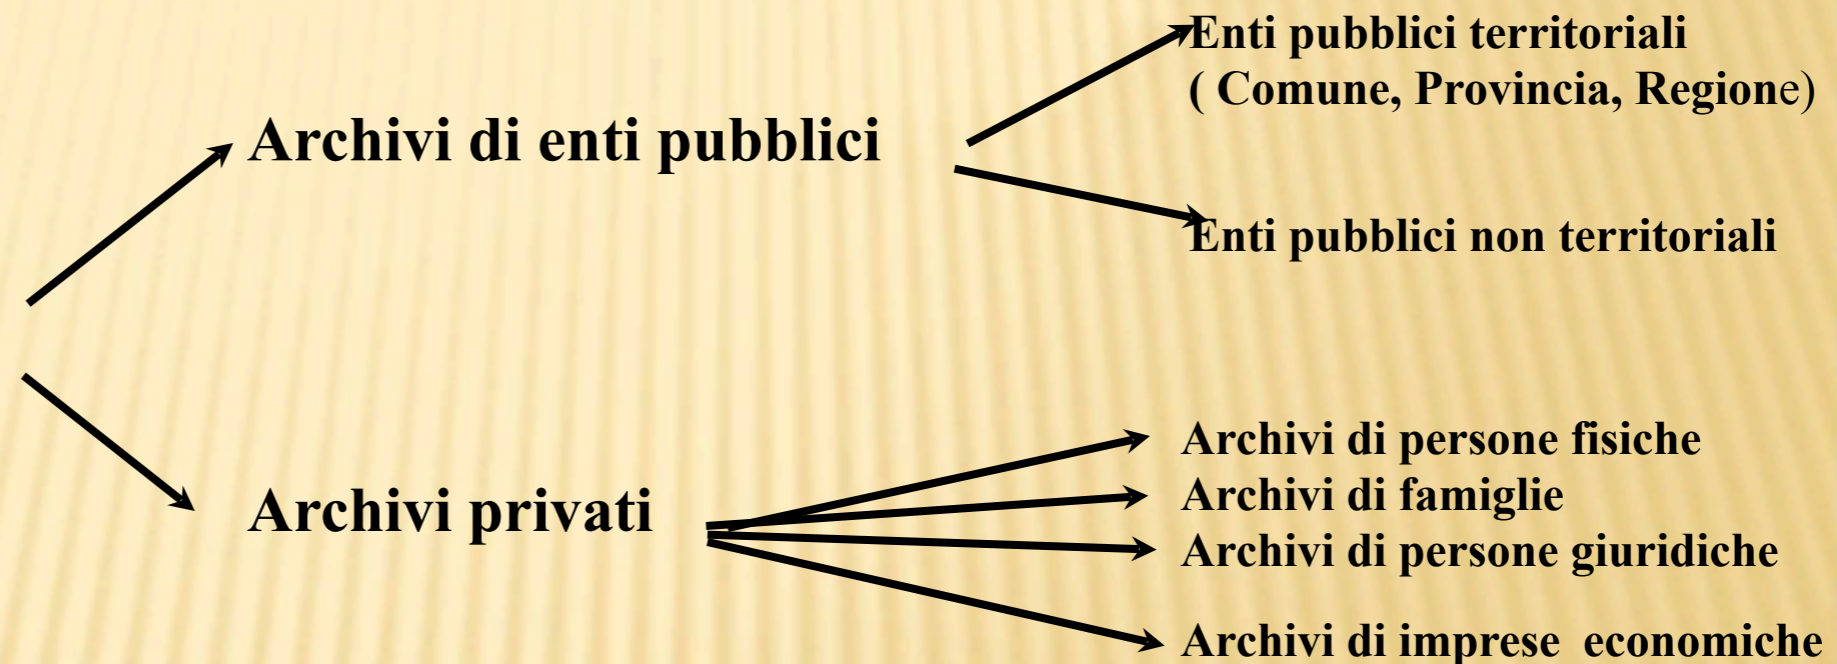 Enti pubblici territoriali
( Comune, Provincia, Regione)
Archivi di enti pubblici
Enti pubblici non territoriali
Archivi privati
Archivi di persone fisiche
Archivi di famiglie
Archivi di persone giuridiche
Archivi di imprese  economiche